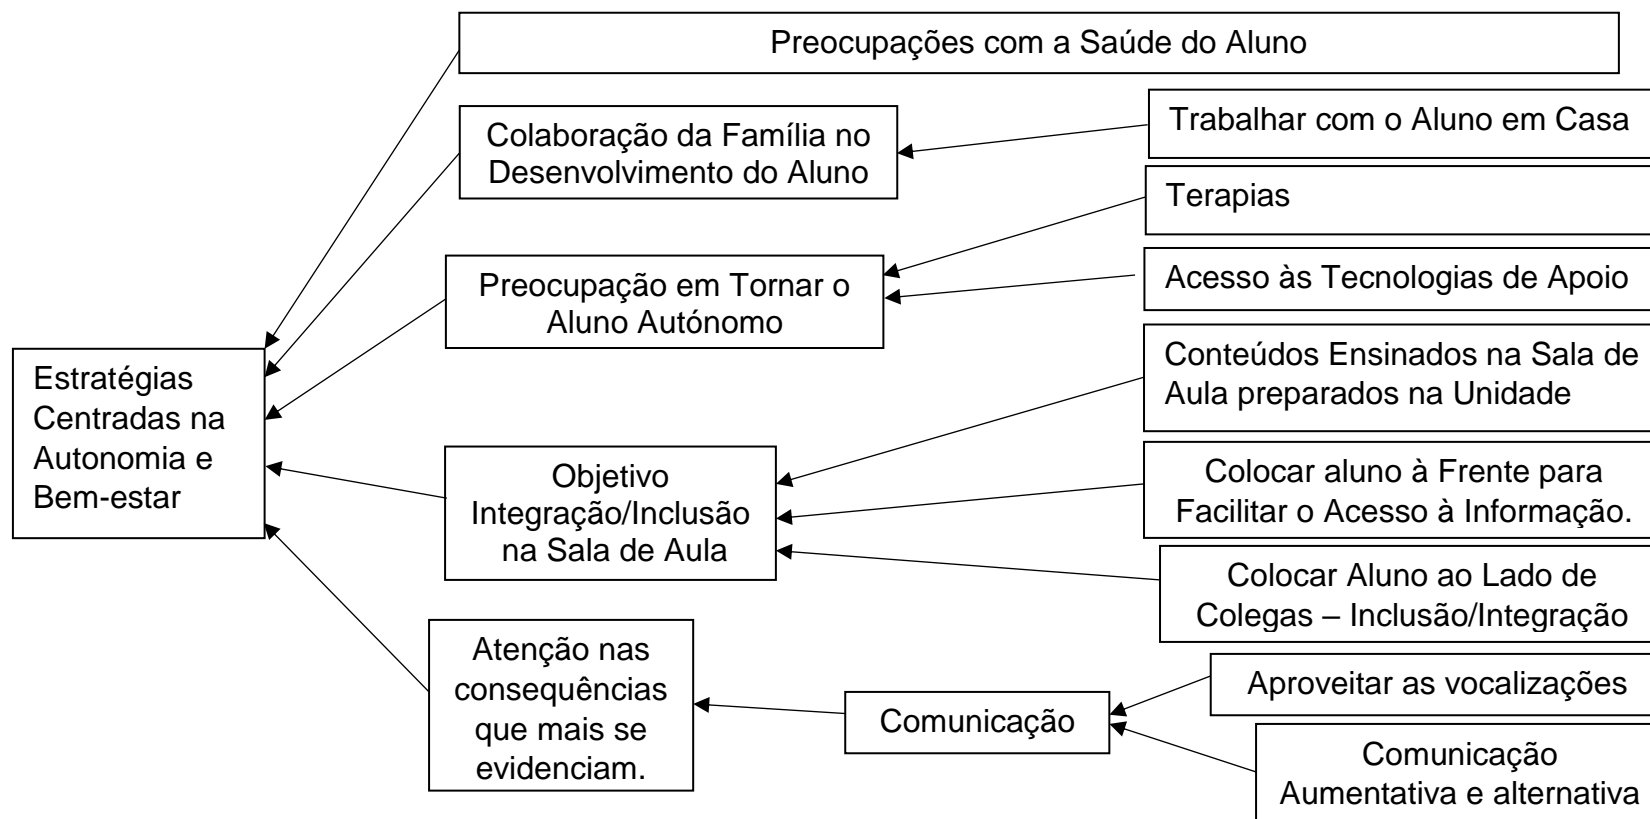 Preocupações com a Saúde do Aluno
Colaboração da Família no
Desenvolvimento do Aluno
Trabalhar com o Aluno em Casa
Terapias
Preocupação em Tornar o
Aluno Autónomo
Acesso às Tecnologias de Apoio
Estratégias
Centradas na
Autonomia e
Bem-estar
Conteúdos Ensinados na Sala de
Aula preparados na Unidade
Objetivo
Integração/Inclusão
na Sala de Aula
Colocar aluno à Frente para
Facilitar o Acesso à Informação.
Colocar Aluno ao Lado de
Colegas – Inclusão/Integração
Atenção nas
consequências
que mais se
evidenciam.
Comunicação
Aproveitar as vocalizações
Comunicação
Aumentativa e alternativa